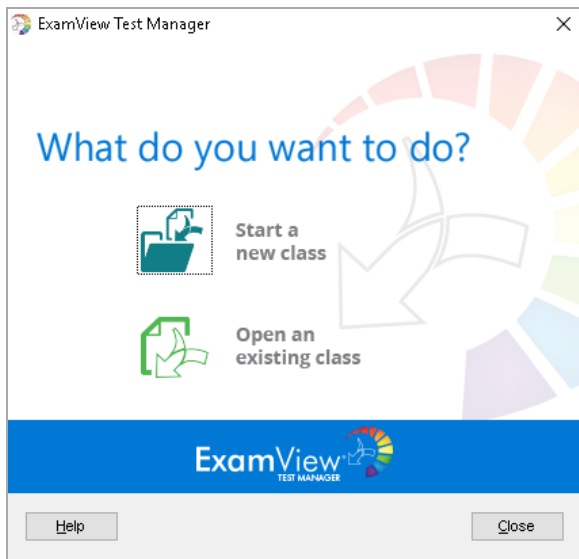 ExamView Test Manager
What do you want to do?
Start a
new class
Open an
existing class
ExamView
TEST MANAGER
Help
Close